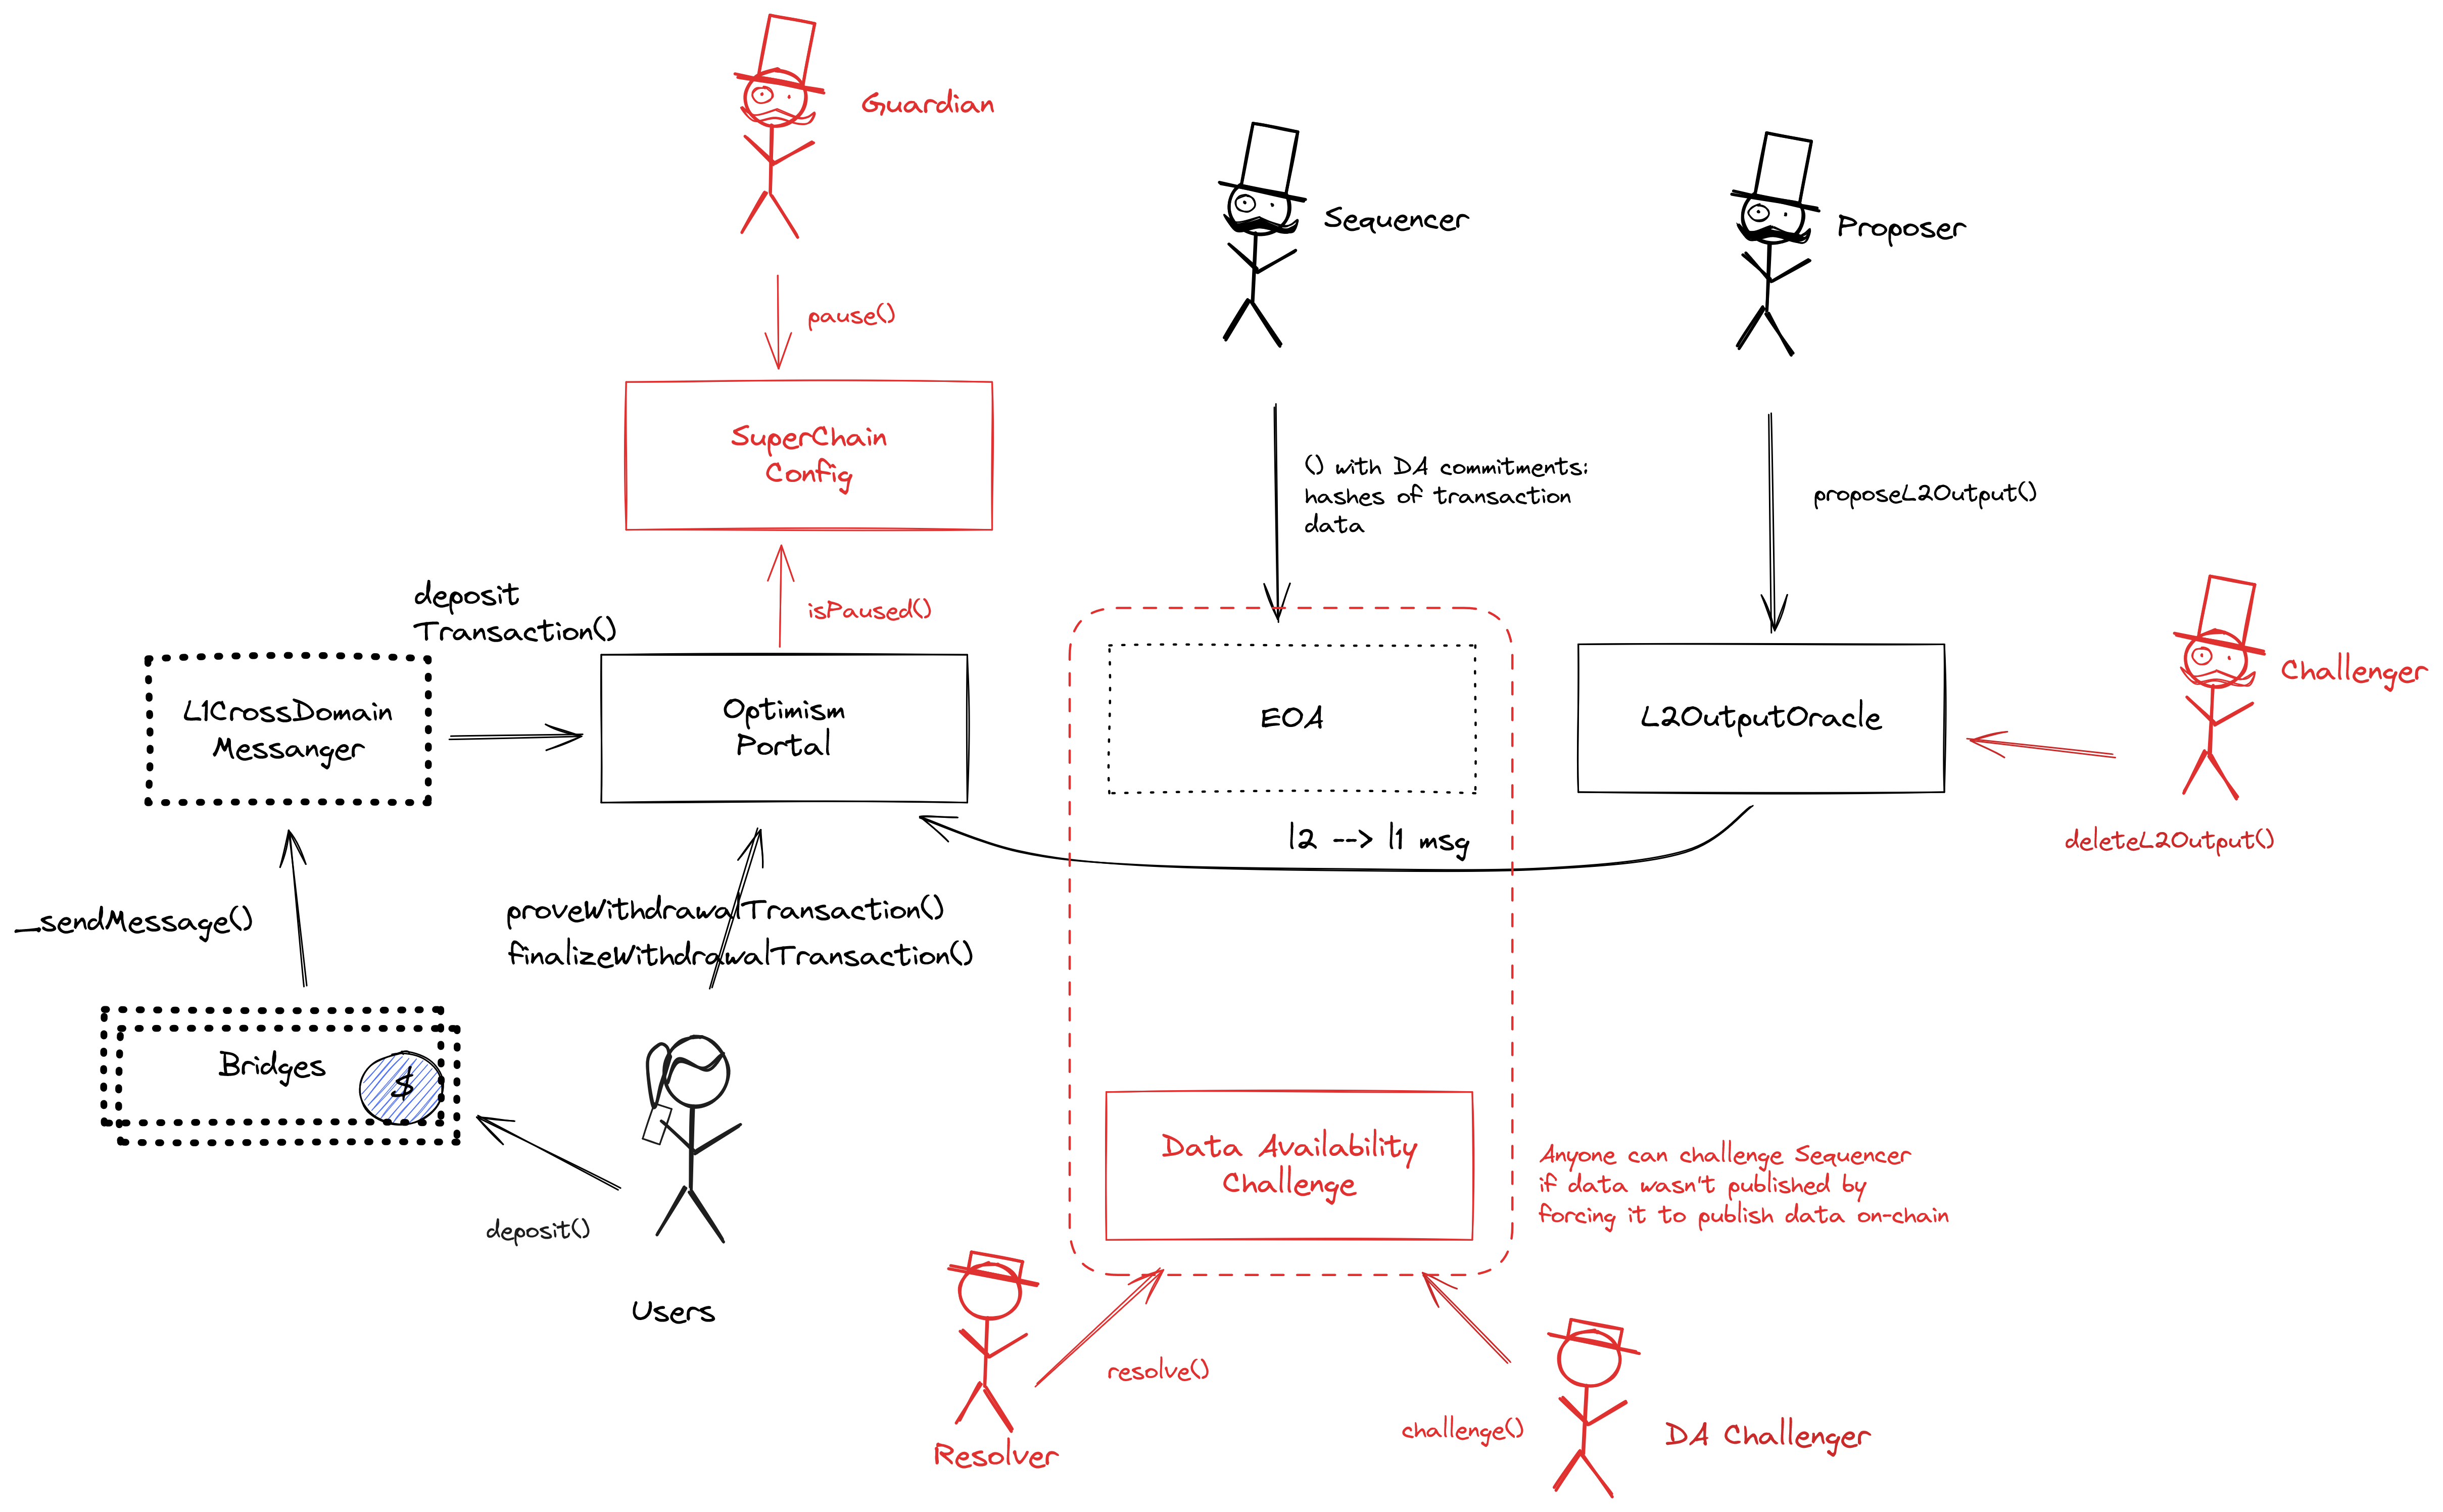 Guardian
Sequencer
Proposer
pause()
SuperChain
Config
() with DA commitments:
hashes of transaction
data
proposeL2Output()
deposit
Transaction()
isPaused()
L1CrossDomain
Messanger
Optimism
Portal
EOA
L2OutputOracle
Challenger
l2 --> l1 msg
deleteL2Output()
_sendMessage()
proveWithdrawalTransaction()
finalizeWithdrawalTransaction()
Bridges
$
deposit()
Users
Data Availability
Challenge
Anyone can challenge Sequencer
if data wasn't published by
forcing it to publish data on-chain
resolve()
challenge()
Resolver
DA Challenger